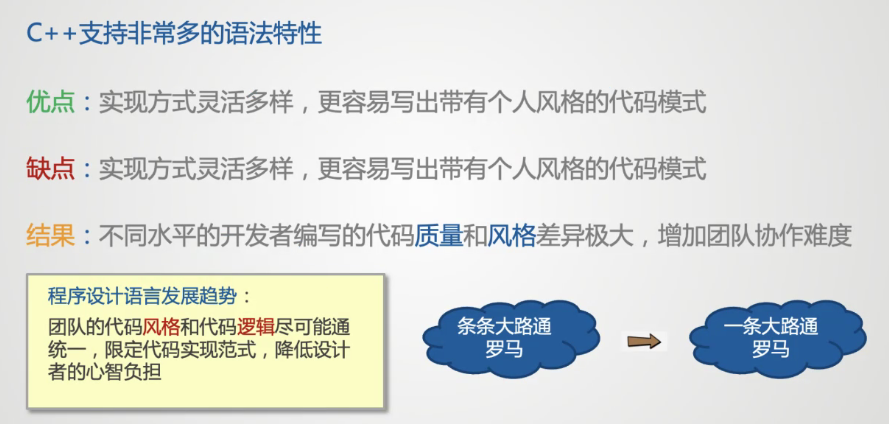 C++支持非常多的语法特性
优点：实现方式灵活多样，更容易写出带有个人风格的代码模式
缺点：实现方式灵活多样，更容易写出带有个人风格的代码模式
结果：不同水平的开发者编写的代码质量和风格差异极大，增加团队协作难度
程序设计语言发展趋势：
团队的代码风格和代码逻辑尽可能通
统一，限定代码实现范式，降低设计
者的心智负担
条条大路通
罗马
一条大路通
罗马